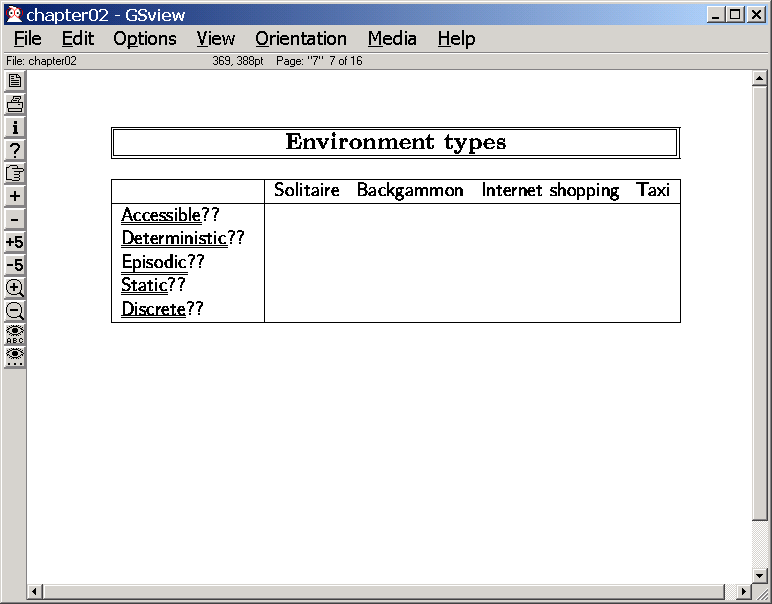 chapter02 - GSview
File Edit Options View Orientation Media Help
File: chapter02 369, 388pt Page: "7" 7 of 16
i
?
+
-
+5
-5
ABC
Environment types
Solitaire Backgammon Internet shopping Taxi
Accessible??
Deterministic??
Episodic??
Static??
Discrete??